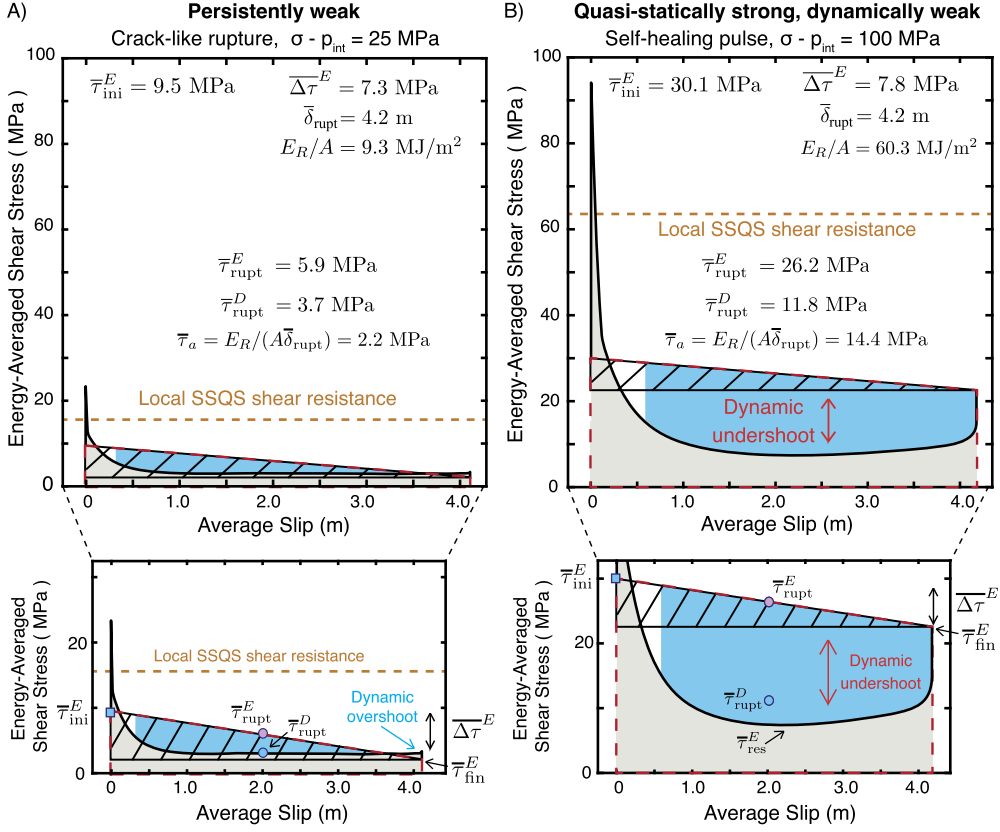 A)
Persistently weak
Crack-like rupture, σ - p_int = 25 MPa
Energy-Averaged Shear Stress ( MPa)
100
80
60
40
20
0
τ̅_ini^E = 9.5 MPa
Δτ̅^E = 7.3 MPa
δ̅_rupt = 4.2 m
E_R/A = 9.3 MJ/m²
τ̅_rupt^E = 5.9 MPa
τ̅_rupt^D = 3.7 MPa
τ̅_a = E_R/(Aδ̅_rupt) = 2.2 MPa
Local SSQS shear resistance
0 1.0 2.0 3.0 4.0
Average Slip (m)
Energy-Averaged
Shear Stress ( MPa)
20
0
Local SSQS shear resistance
Dynamic
overshoot
τ̅_ini^E
τ̅_rupt^E
τ̅_rupt^D
Δτ̅^E
τ̅_fin^E
0 1.0 2.0 3.0 4.0
Average Slip (m)
B)
Quasi-statically strong, dynamically weak
Self-healing pulse, σ - p_int = 100 MPa
Energy-Averaged Shear Stress ( MPa)
100
80
60
40
20
0
τ̅_ini^E = 30.1 MPa
Δτ̅^E = 7.8 MPa
δ̅_rupt = 4.2 m
E_R/A = 60.3 MJ/m²
Local SSQS shear resistance
τ̅_rupt^E = 26.2 MPa
τ̅_rupt^D = 11.8 MPa
τ̅_a = E_R/(Aδ̅_rupt) = 14.4 MPa
Dynamic
undershoot
0 1.0 2.0 3.0 4.0
Average Slip (m)
Energy-Averaged
Shear Stress ( MPa)
20
0
τ̅_ini^E
τ̅_rupt^E
Δτ̅^E
τ̅_fin^E
Dynamic
undershoot
τ̅_rupt^D
τ̅_res^E
0 1.0 2.0 3.0 4.0
Average Slip (m)